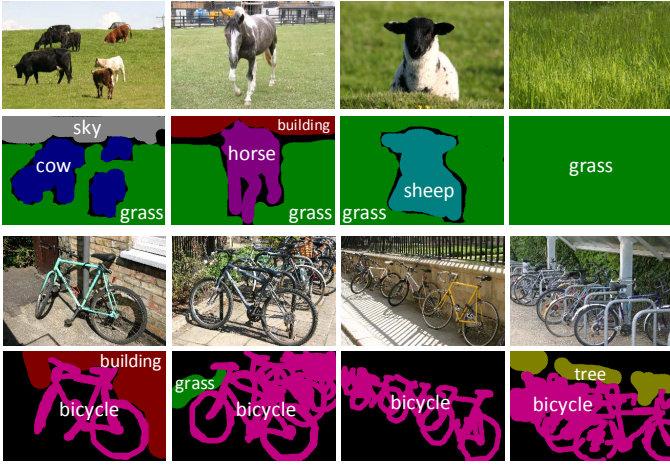 sky
cow
grass
building
horse
grass
sheep
grass
grass
building
bicycle
grass
bicycle
bicycle
tree
bicycle